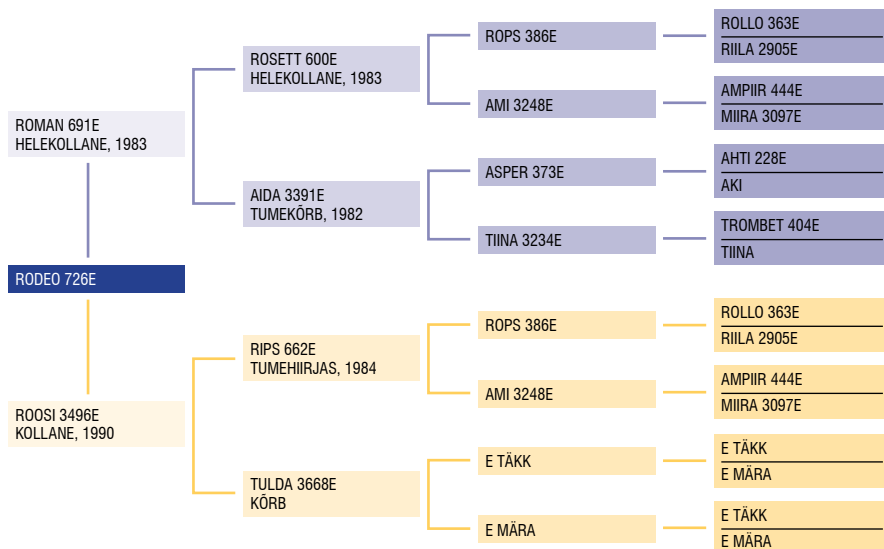 ROMAN 691E
HELEKOLLANE, 1983
RODEO 726E
ROOSI 3496E
KOLLANE, 1990
ROSETT 600E
HELEKOLLANE, 1983
AIDA 3391E
TUMEKÕRB, 1982
RIPS 662E
TUMEHIIRJAS, 1984
TULDA 3668E
KÕRB
ROPS 386E
AMI 3248E
ASPER 373E
TIINA 3234E
ROPS 386E
AMI 3248E
E TÄKK
E MÄRA
ROLLO 363E
RIILA 2905E
AMPIIR 444E
MIIRA 3097E
AHTI 228E
AKI
TROMBET 404E
TIINA
ROLLO 363E
RIILA 2905E
AMPIIR 444E
MIIRA 3097E
E TÄKK
E MÄRA
E TÄKK
E MÄRA